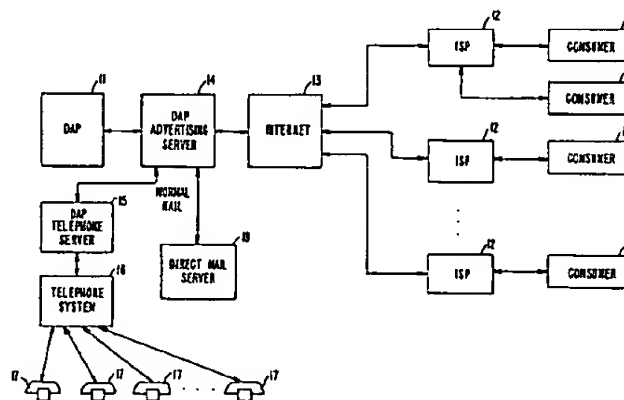 11
14
13
12
DAP
DAP
ADVERTISING
SERVER
INTERNET
ISP
CONSUMER
CONSUMER
12
ISP
CONSUMER
NORMAL
MAIL
15
DAP
TELEPHONE
SERVER
19
DIRECT MAIL
SERVER
16
TELEPHONE
SYSTEM
12
ISP
CONSUMER
17
17
17
17